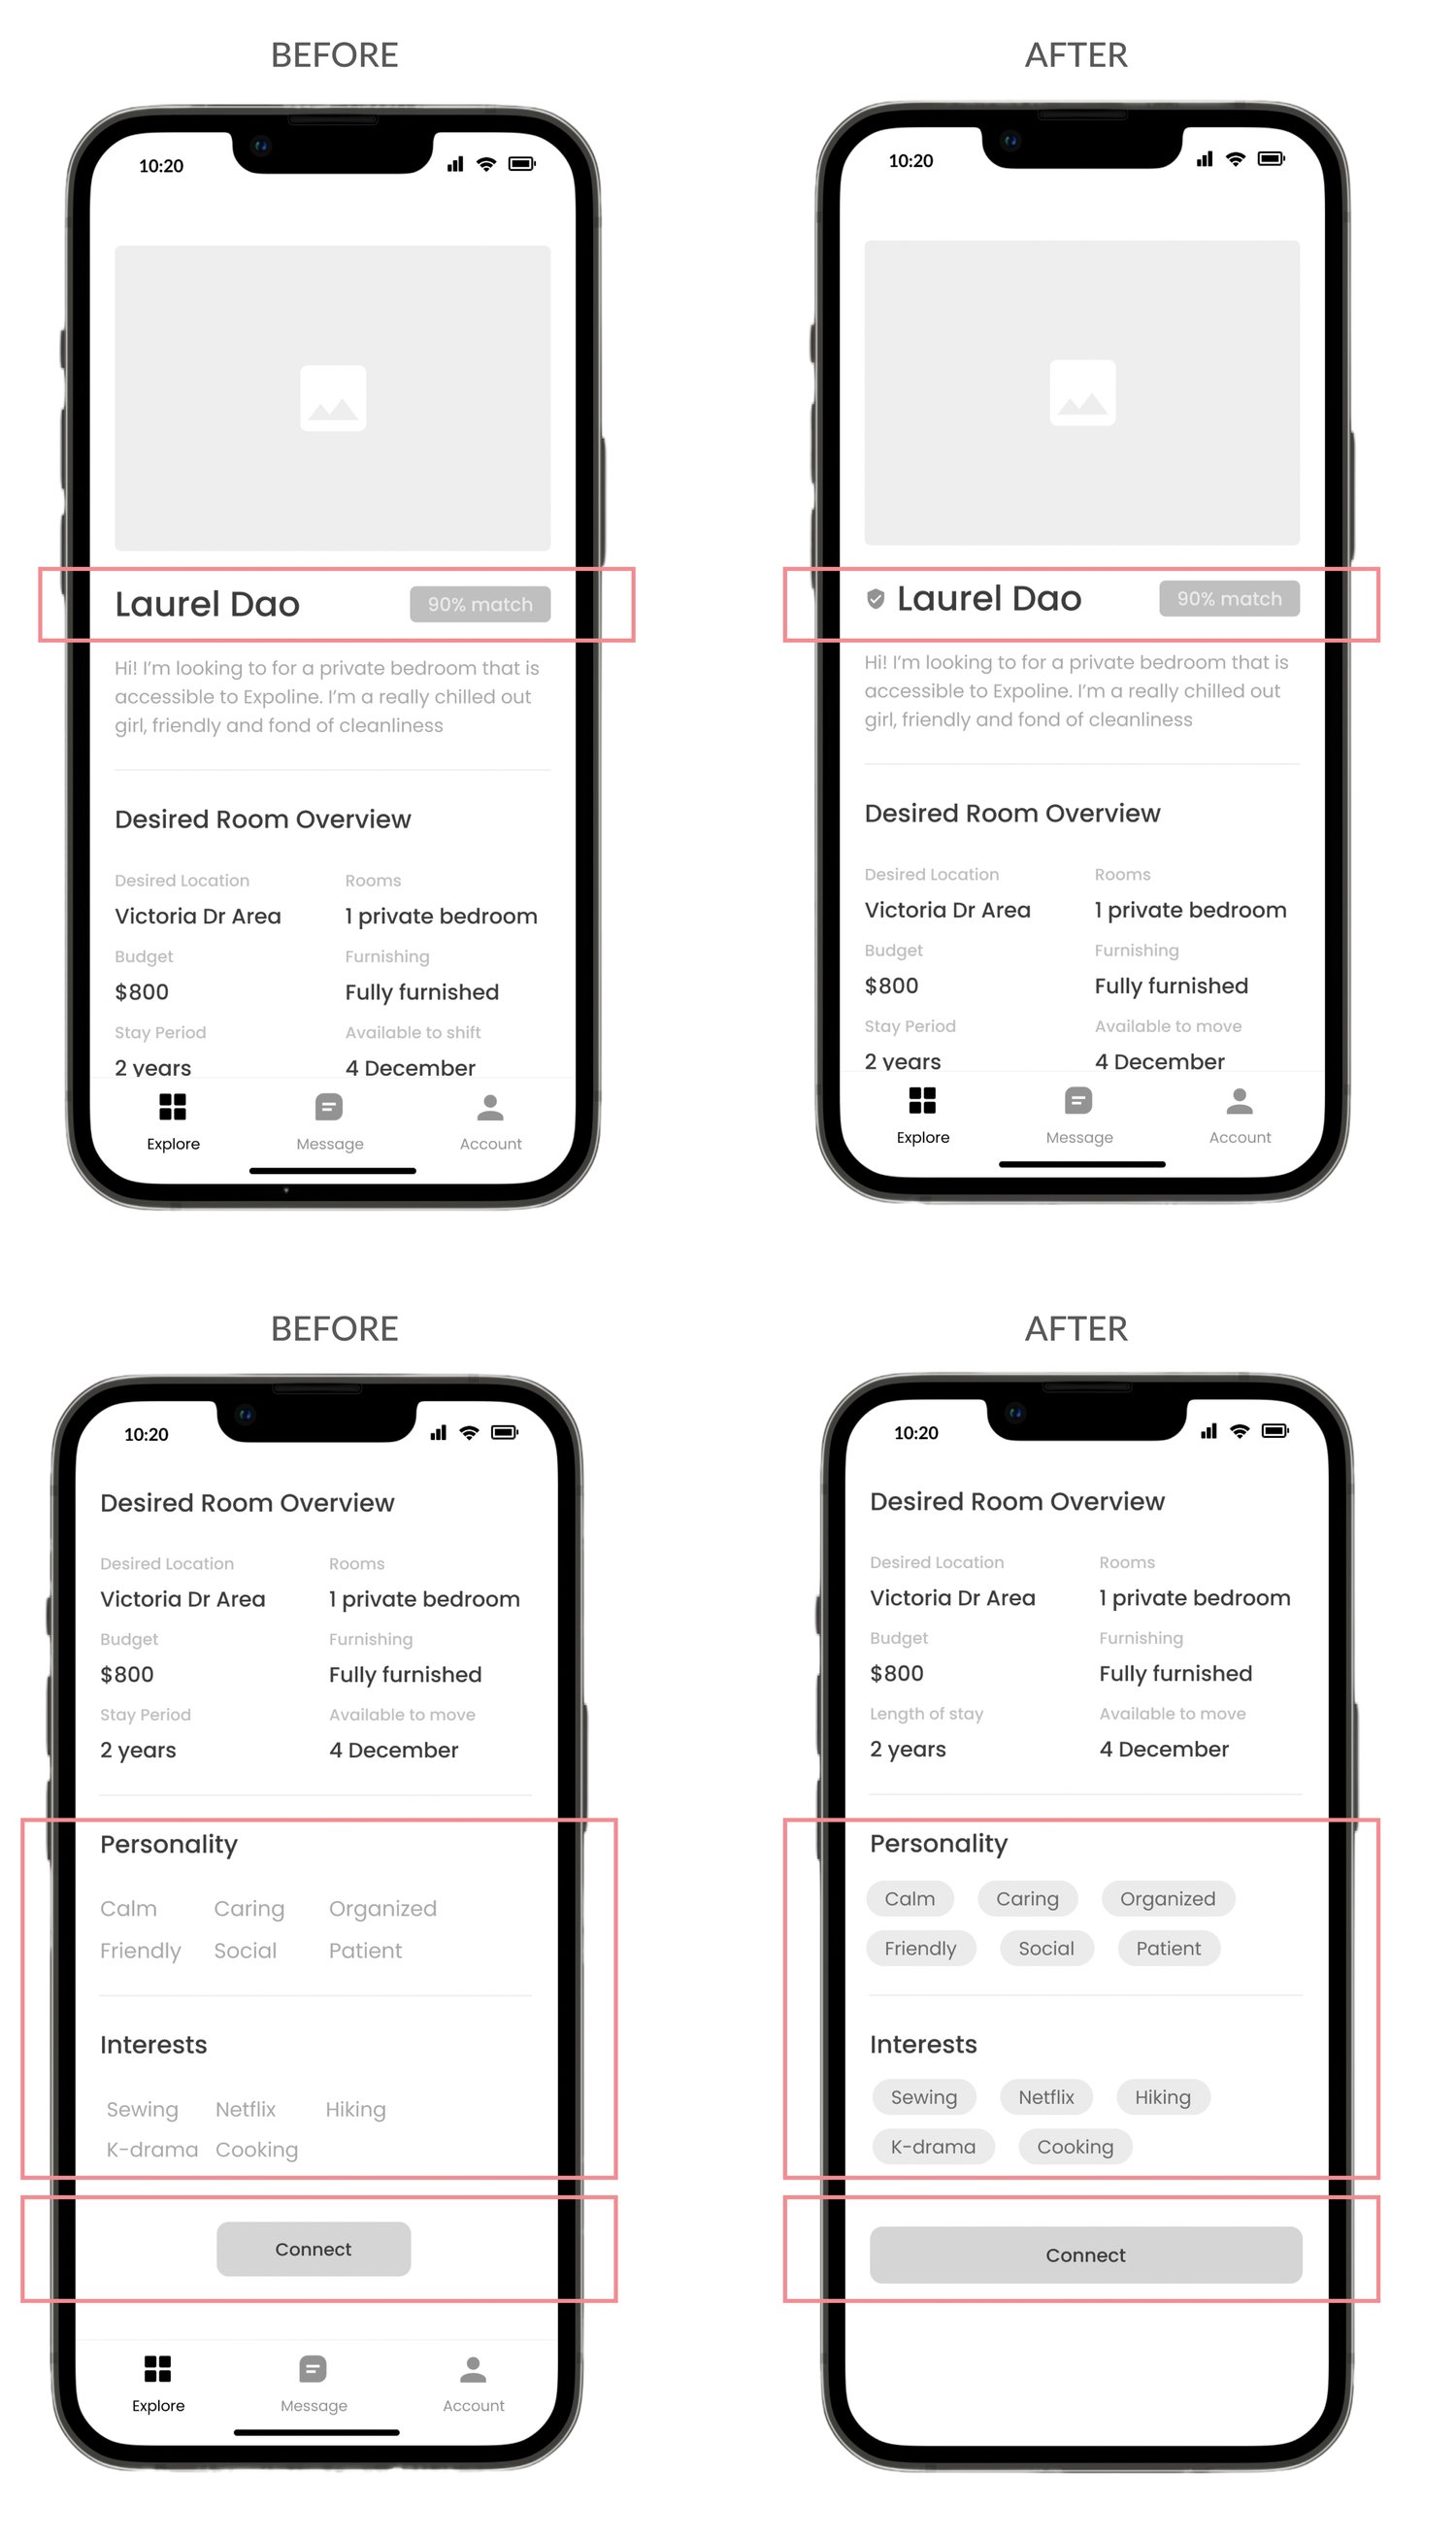 BEFORE
AFTER
10:20
Laurel Dao
90% match
Hi! I'm looking to for a private bedroom that is
accessible to Expoline. I'm a really chilled out
girl, friendly and fond of cleanliness
Desired Room Overview
Desired Location
Rooms
Victoria Dr Area
1 private bedroom
Budget
Furnishing
$800
Fully furnished
Stay Period
Available to shift
2 years
4 December
Explore
Message
Account
10:20
Laurel Dao
90% match
Hi! I'm looking to for a private bedroom that is
accessible to Expoline. I'm a really chilled out
girl, friendly and fond of cleanliness
Desired Room Overview
Desired Location
Rooms
Victoria Dr Area
1 private bedroom
Budget
Furnishing
$800
Fully furnished
Stay Period
Available to move
2 years
4 December
Explore
Message
Account
BEFORE
AFTER
10:20
Desired Room Overview
Desired Location
Rooms
Victoria Dr Area
1 private bedroom
Budget
Furnishing
$800
Fully furnished
Stay Period
Available to move
2 years
4 December
Personality
Calm
Caring
Organized
Friendly
Social
Patient
Interests
Sewing
Netflix
Hiking
K-drama
Cooking
Connect
Explore
Message
Account
10:20
Desired Room Overview
Desired Location
Rooms
Victoria Dr Area
1 private bedroom
Budget
Furnishing
$800
Fully furnished
Length of stay
Available to move
2 years
4 December
Personality
Calm
Caring
Organized
Friendly
Social
Patient
Interests
Sewing
Netflix
Hiking
K-drama
Cooking
Connect